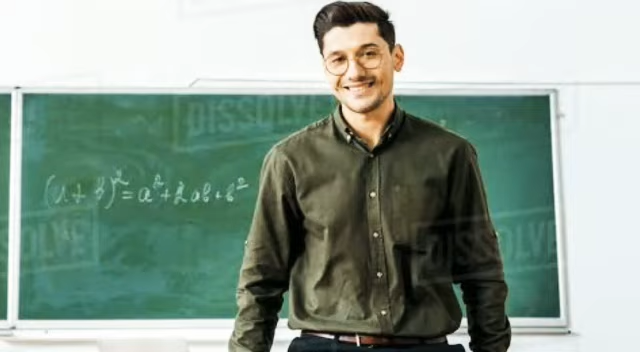 (a + b)² = a² + 2ab + b²
DISSOLVE